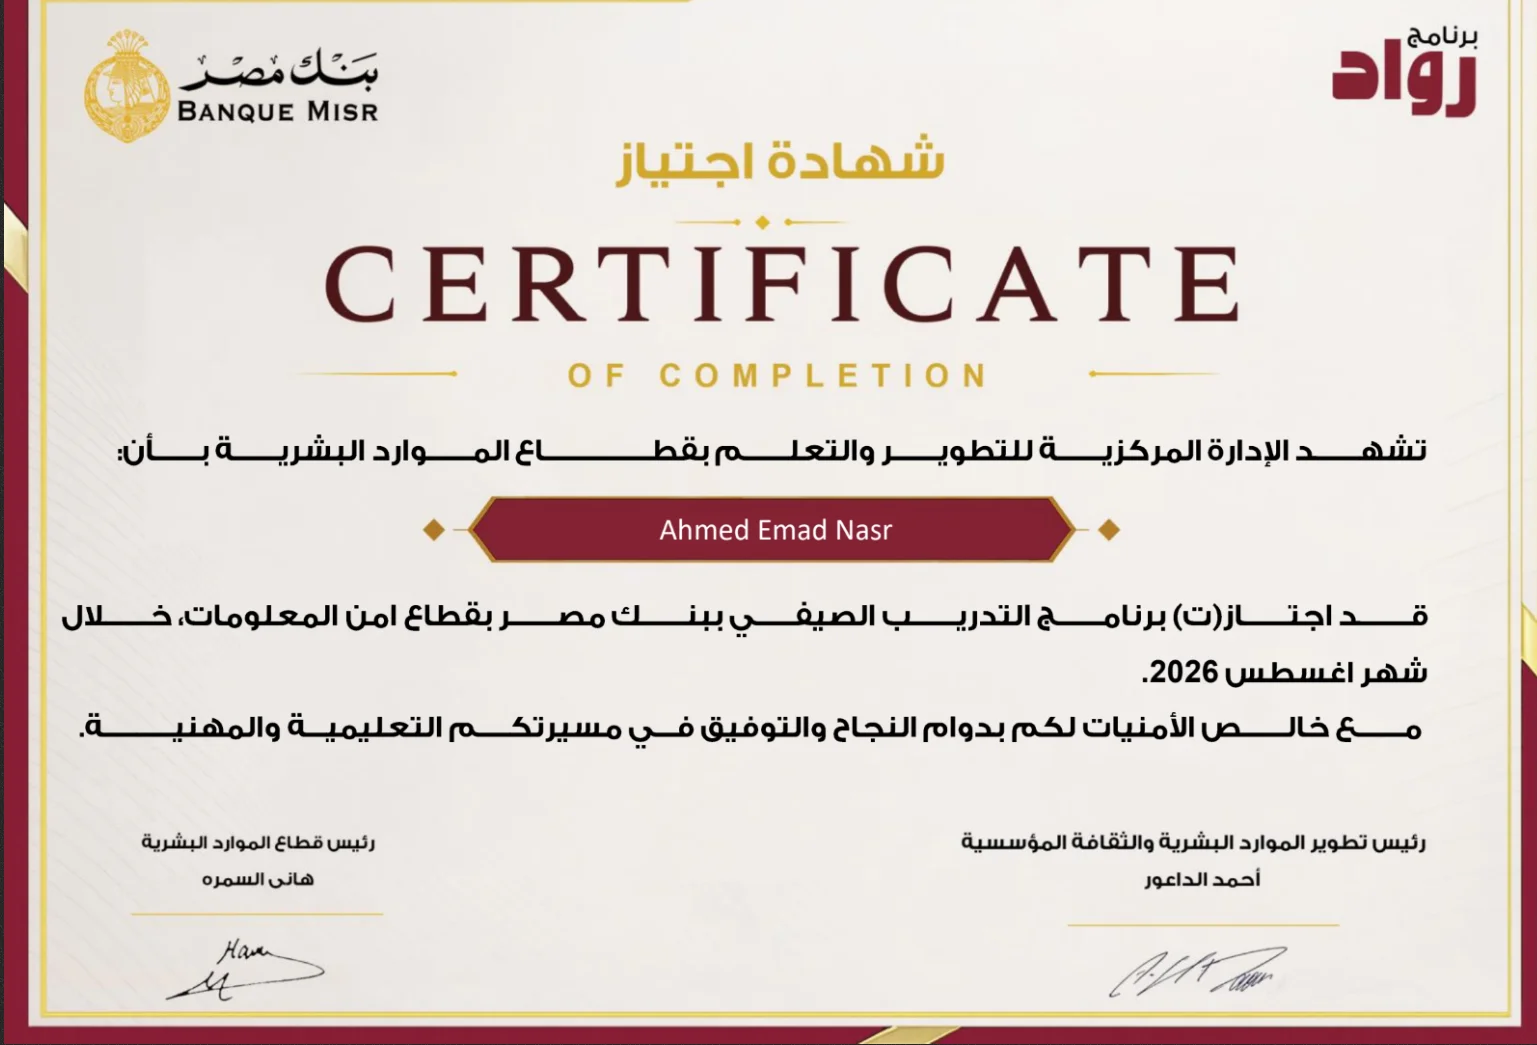 بنك مصر
BANQUE MISR
برنامج
رواد
شهادة اجتياز
CERTIFICATE
OF COMPLETION
تشهد الإدارة المركزية للتطوير والتعلم بقطاع الموارد البشرية بأن:
Ahmed Emad Nasr
قد اجتاز(ت) برنامج التدريب الصيفي ببنك مصر بقطاع امن المعلومات، خلال
شهر اغسطس 2026.
مع خالص الأمنيات لكم بدوام النجاح والتوفيق في مسيرتكم التعليمية والمهنية.
رئيس تطوير الموارد البشرية والثقافة المؤسسية
أحمد الداعور
رئيس قطاع الموارد البشرية
هانى السمره